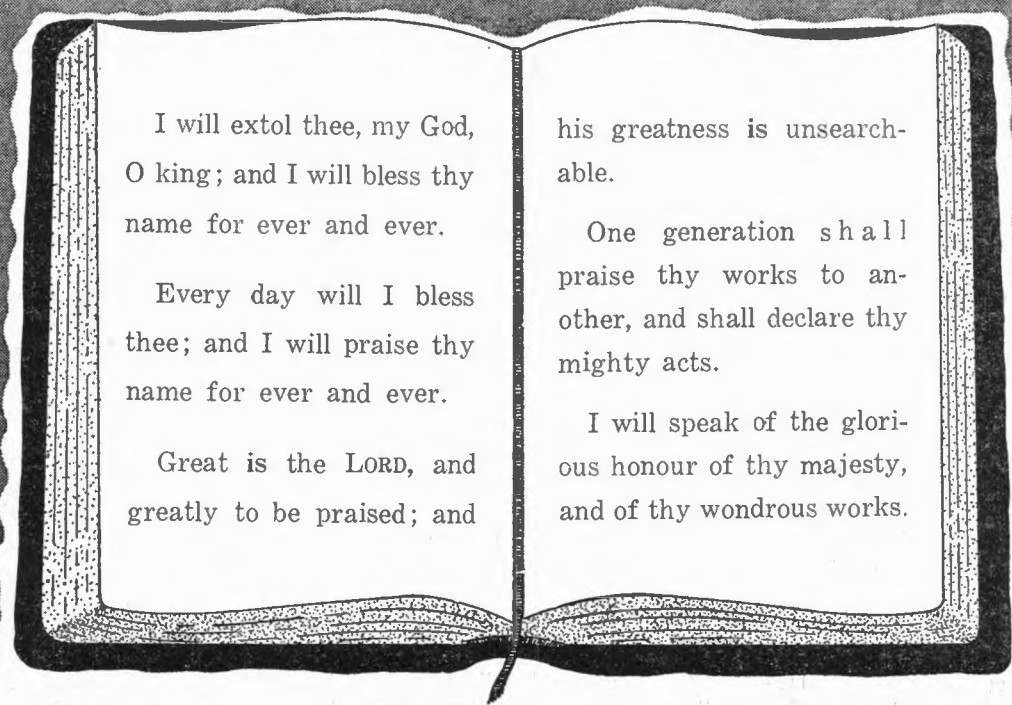 I will extol thee, my God,
O king; and I will bless thy
name for ever and ever.
Every day will I bless
thee; and I will praise thy
name for ever and ever.
Great is the LORD, and
greatly to be praised; and
his greatness is unsearch-
able.
One generation shall
praise thy works to an-
other, and shall declare thy
mighty acts.
I will speak of the glori-
ous honour of thy majesty,
and of thy wondrous works.